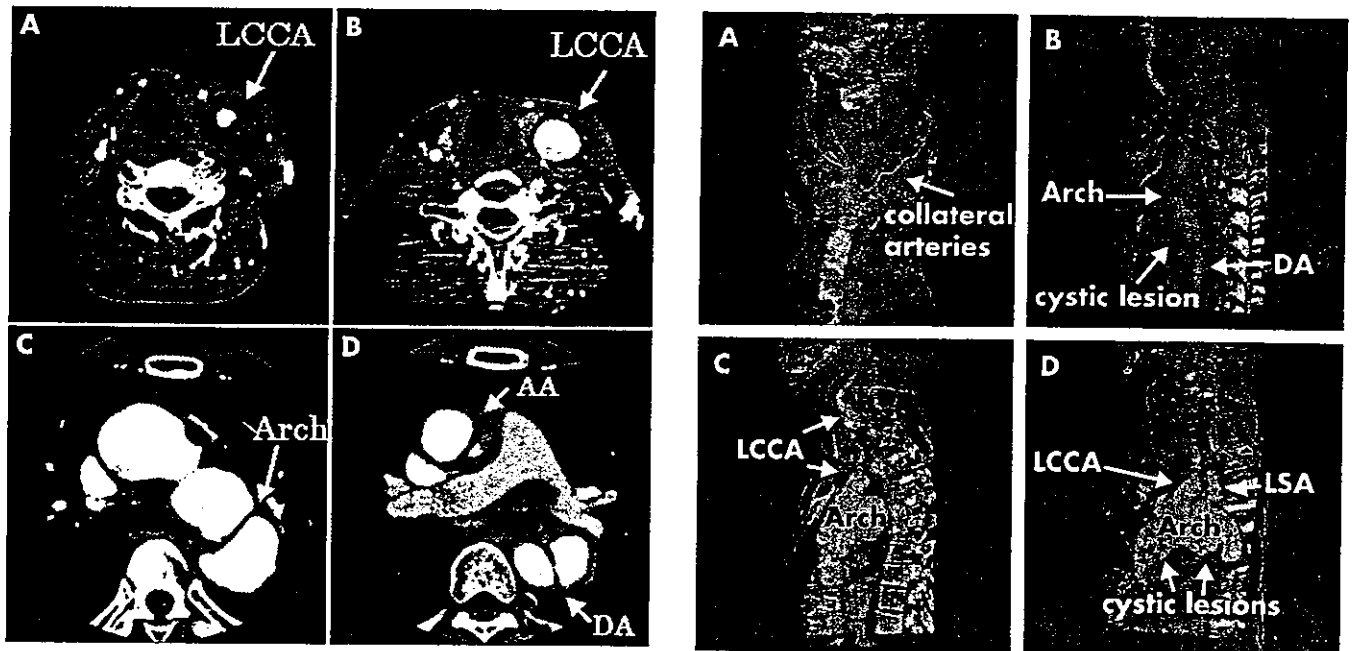 A
LCCA
B
LCCA
C
Arch
D
AA
DA
A
collateral
arteries
B
Arch
DA
cystic lesion
C
LCCA
Arch
D
LCCA
LSA
Arch
cystic lesions